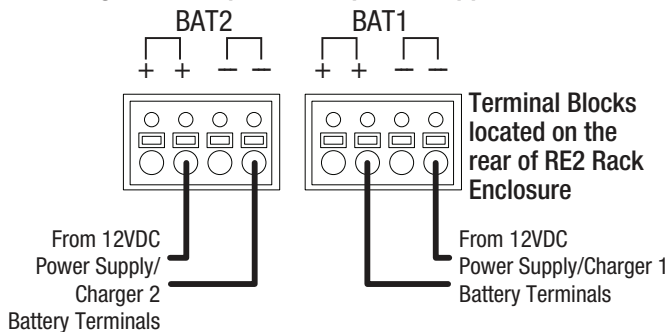 BAT2
BAT1
+ + — —
+ + — —
Terminal Blocks
located on the
rear of RE2 Rack
Enclosure
From 12VDC
Power Supply/
Charger 2
Battery Terminals
From 12VDC
Power Supply/Charger 1
Battery Terminals